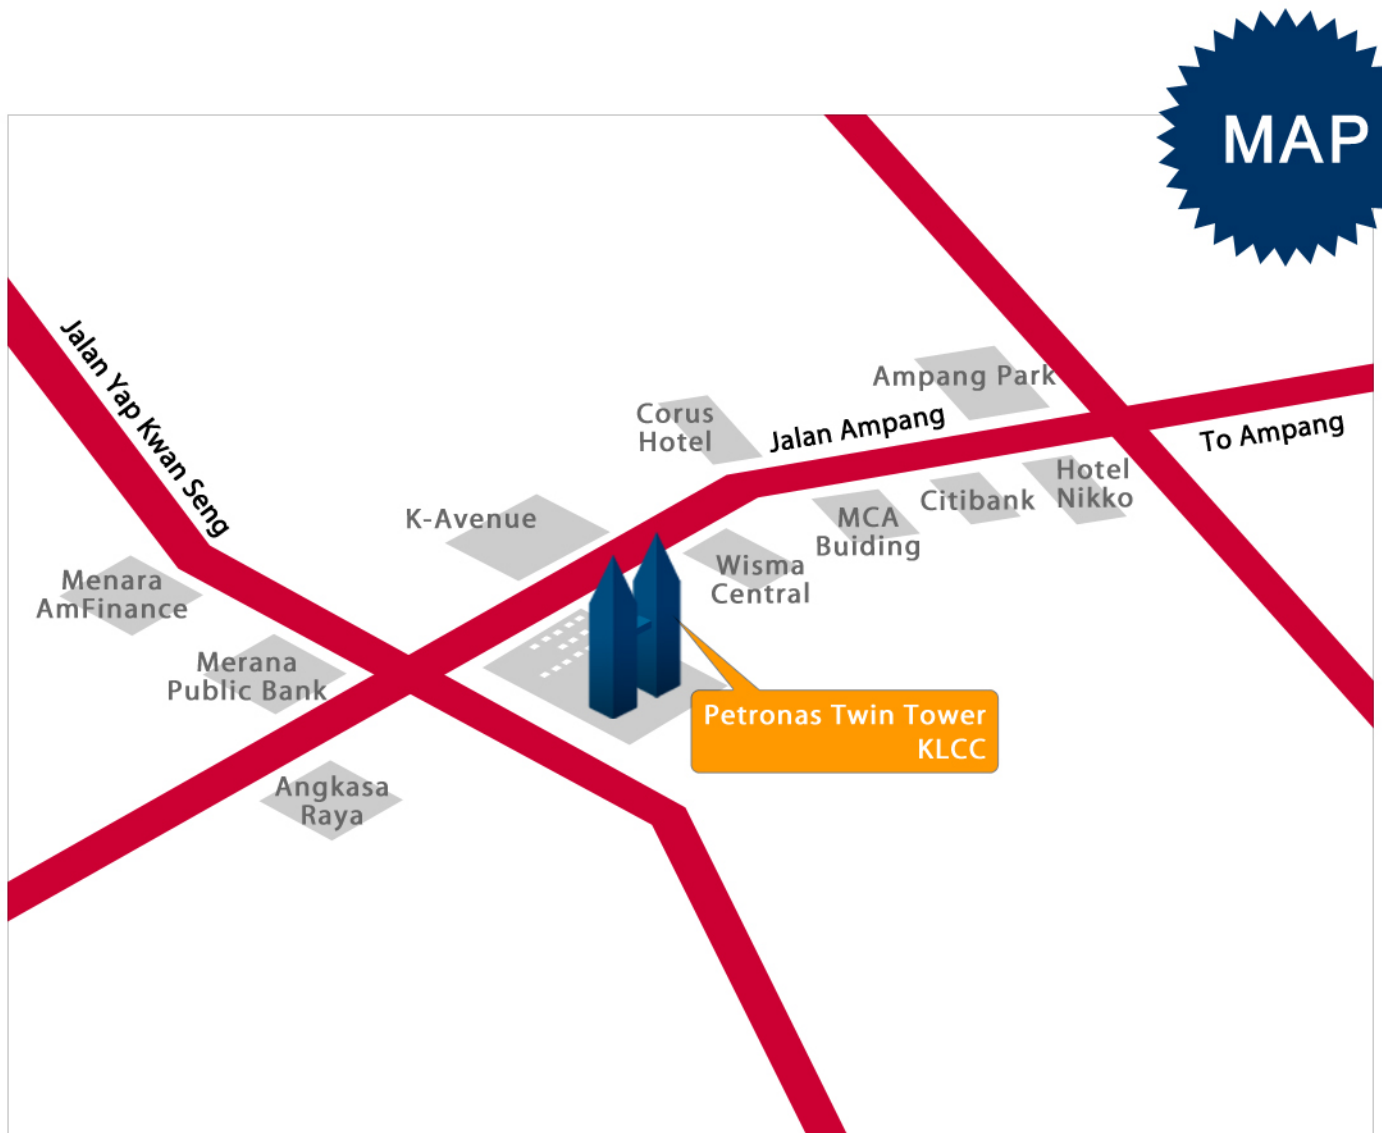 MAP
Jalan Yap Kwan Seng
Ampang Park
Corus
Hotel
Jalan Ampang
To Ampang
Hotel
Nikko
Citibank
K-Avenue
MCA
Buiding
Wisma
Central
Menara
AmFinance
Merana
Public Bank
Petronas Twin Tower
KLCC
Angkasa
Raya